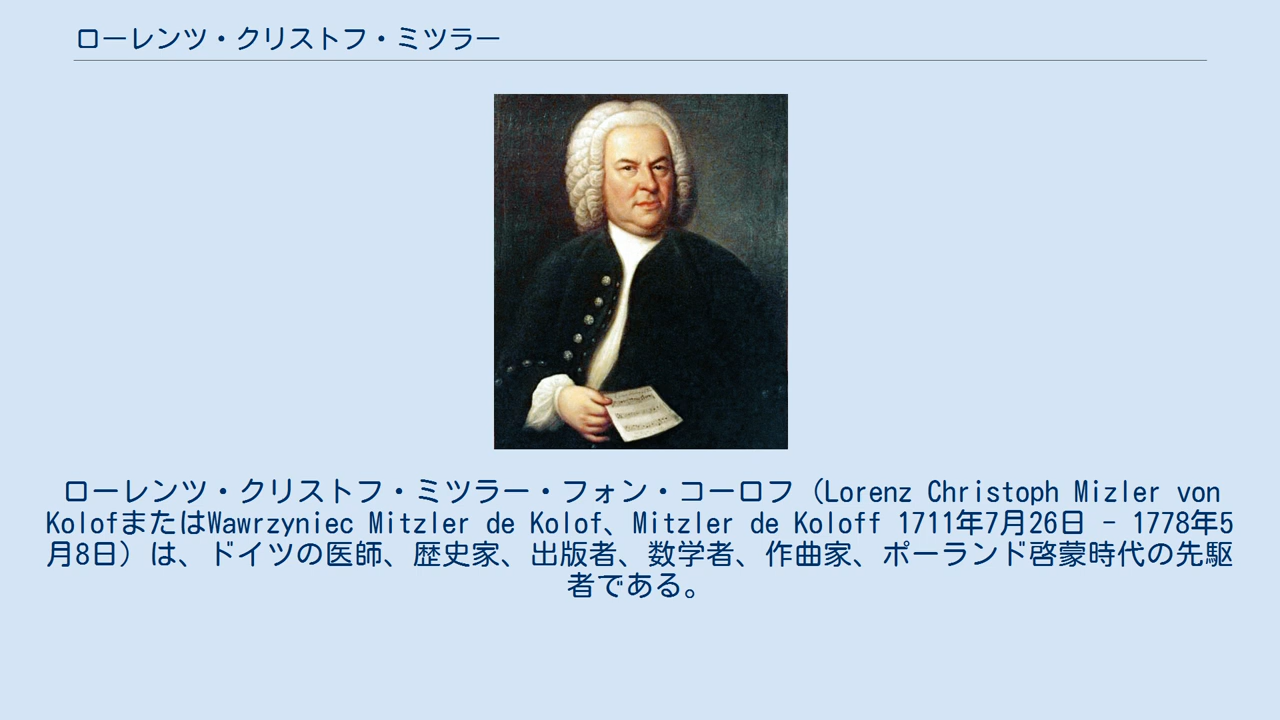 ローレンツ・クリストフ・ミツラー
ローレンツ・クリストフ・ミツラー・フォン・コーロフ（Lorenz Christoph Mizler von
KolofまたはWawrzyniec Mitzler de Kolof、Mitzler de Koloff 1711年7月26日 - 1778年5
月8日）は、ドイツの医師、歴史家、出版者、数学者、作曲家、ポーランド啓蒙時代の先駆
者である。